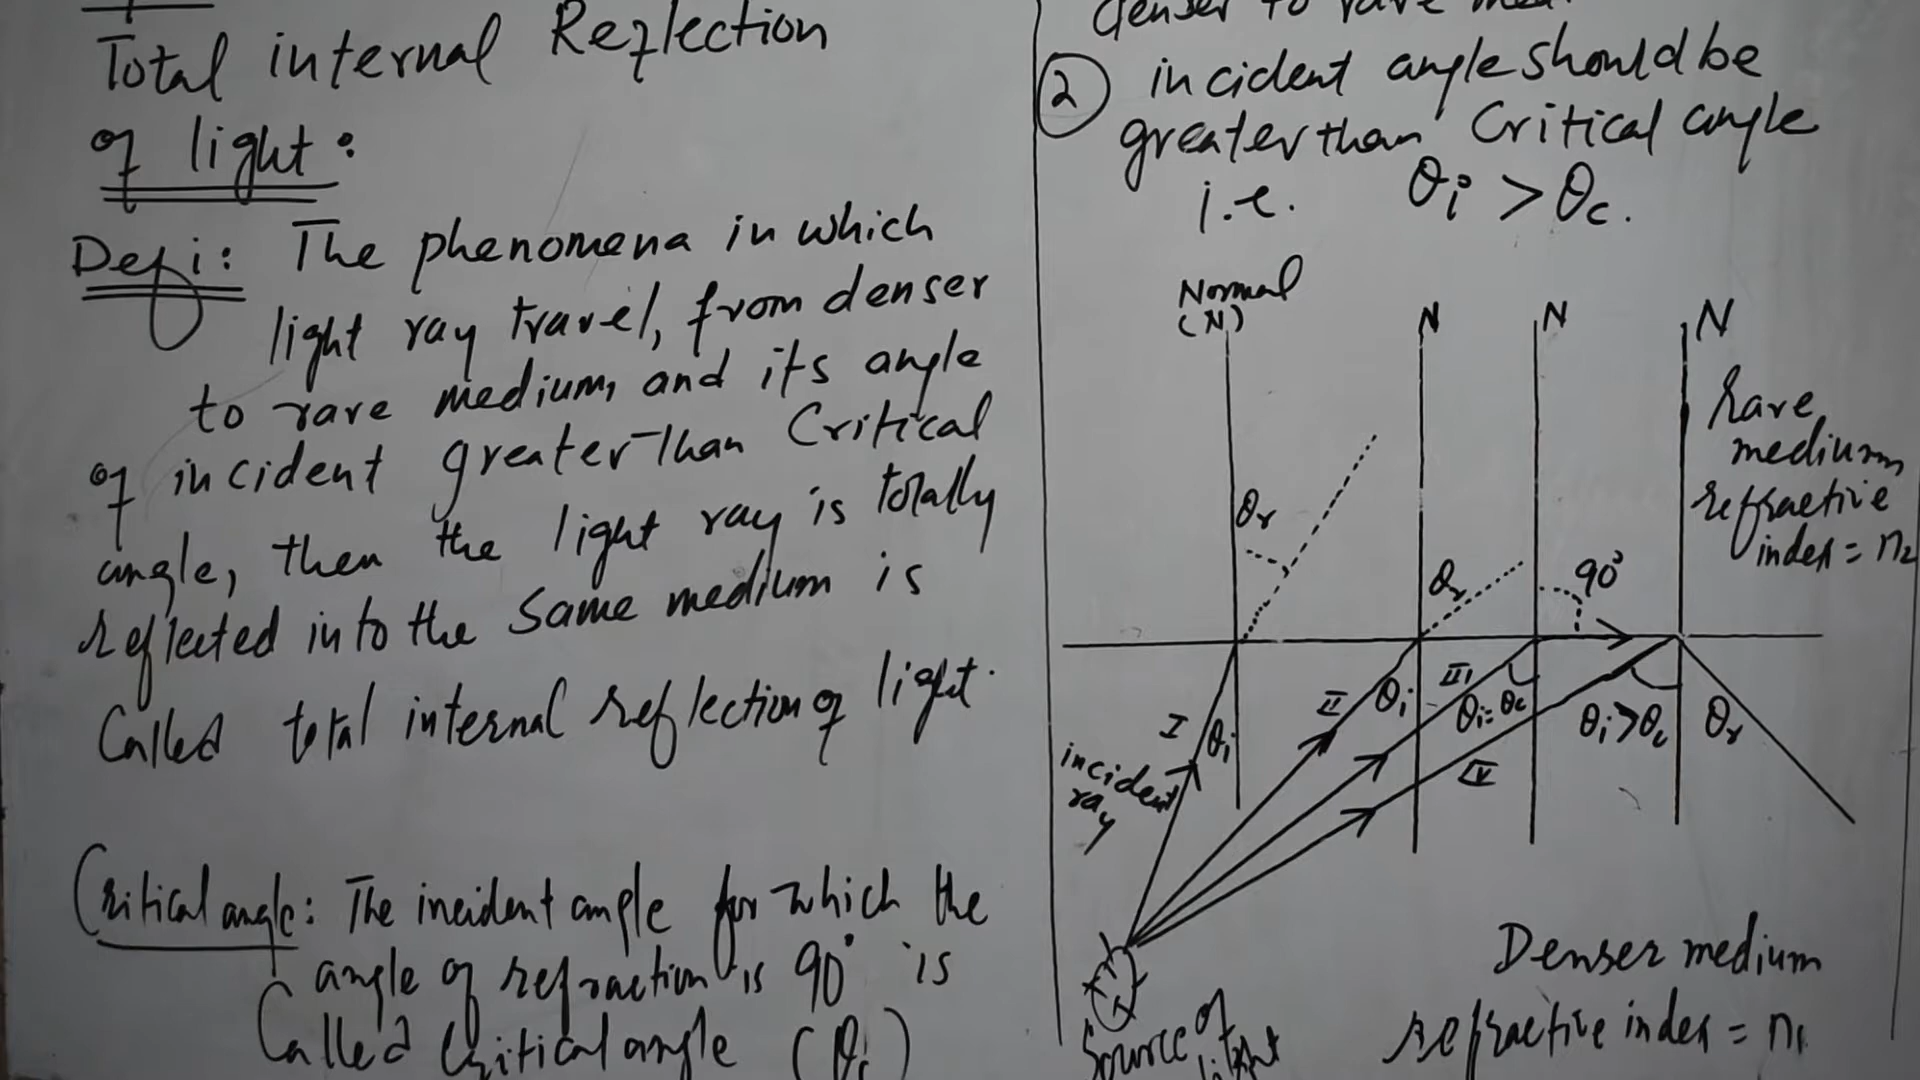 Total internal Reflection
of light:
Defi: The phenomena in which
light ray travel, from denser
to rare medium, and its angle
of incident greater than Critical
angle, then the light ray is totally
reflected into the same medium is
Called total internal reflection of light.
Critical angle: The incident angle for which the
angle of refraction is 90° is
Called Critical angle (θc)
denser to rare med.
2 incident angle should be
greater than Critical angle
i.e. θi > θc.
Normal
(N)
N
N
N
rare
medium,
refractive
index = n2
θr
θr
90°
I
θi
II
θi
III
θi = θc
IV
θi > θc
θr
incident
ray
Source of
light
Denser medium
refractive index = n1